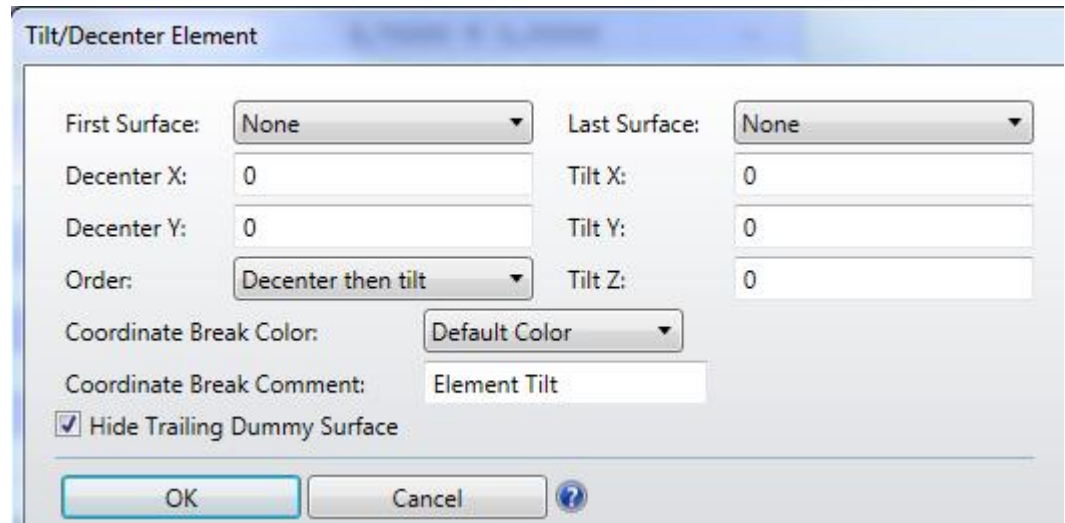 Tilt/Decenter Element
First Surface: None Last Surface: None
Decenter X: 0 Tilt X: 0
Decenter Y: 0 Tilt Y: 0
Order: Decenter then tilt Tilt Z: 0
Coordinate Break Color: Default Color
Coordinate Break Comment: Element Tilt
Hide Trailing Dummy Surface
OK Cancel ?